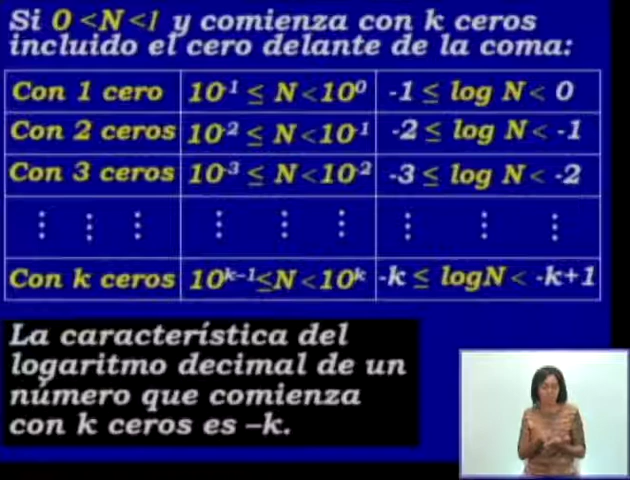 Si 0 <N <1 y comienza con k ceros
incluido el cero delante de la coma:
Con 1 cero 10⁻¹ ≤ N <10⁰ -1 ≤ log N < 0
Con 2 ceros 10⁻² ≤ N <10⁻¹ -2 ≤ log N < -1
Con 3 ceros 10⁻³ ≤ N <10⁻² -3 ≤ log N < -2
⋮ ⋮ ⋮ ⋮ ⋮ ⋮ ⋮ ⋮ ⋮
Con k ceros 10ᵏ⁻¹≤N <10ᵏ -k ≤ logN < -k+1
La característica del
logaritmo decimal de un
número que comienza
con k ceros es –k.